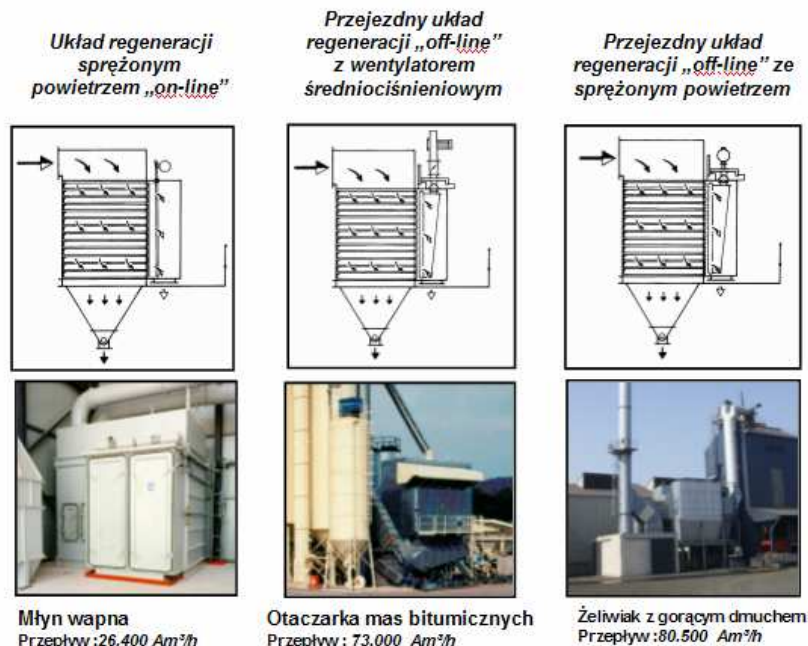 Układ regeneracji
sprężonym
powietrzem „on-line”
Przejezdny układ
regeneracji „off-line”
z wentylatorem
średniociśnieniowym
Przejezdny układ
regeneracji „off-line” ze
sprężonym powietrzem
Młyn wapna
Przepływ :26.400 Am³/h
Otaczarka mas bitumicznych
Przepływ : 73.000 Am³/h
Żeliwiak z gorącym dmuchem
Przepływ :80.500 Am³/h